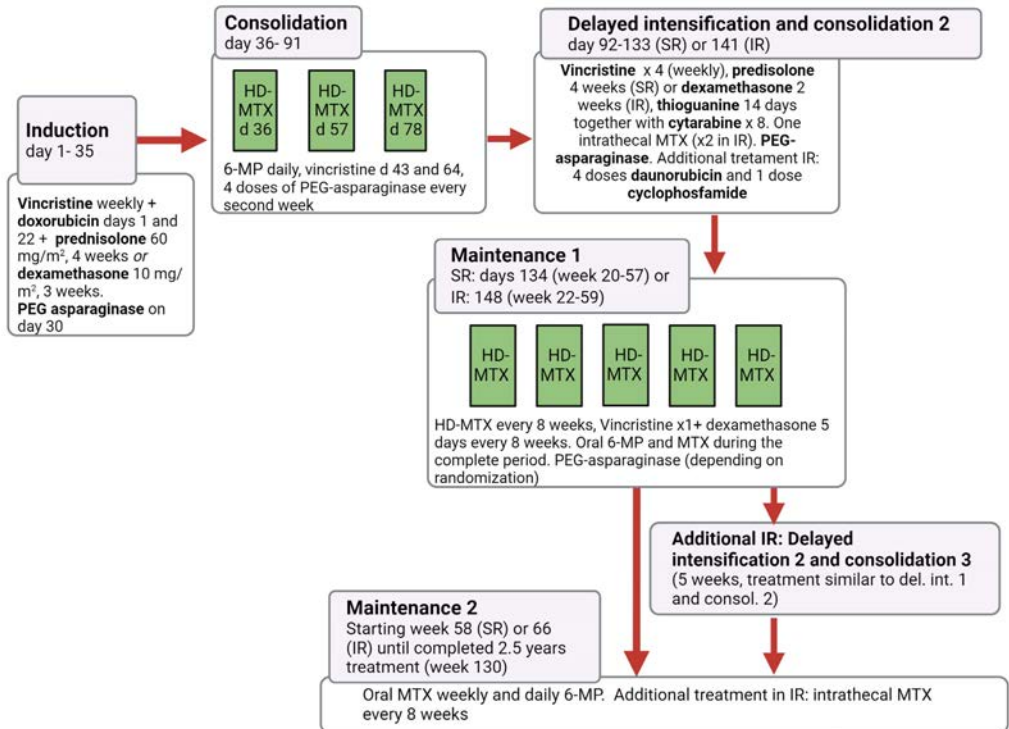 Induction
day 1- 35
Vincristine weekly +
doxorubicin days 1 and
22 + prednisolone 60
mg/m², 4 weeks or
dexamethasone 10 mg/
m², 3 weeks.
PEG asparaginase on
day 30
Consolidation
day 36- 91
HD-
MTX
d 36
HD-
MTX
d 57
HD-
MTX
d 78
6-MP daily, vincristine d 43 and 64,
4 doses of PEG-asparaginase every
second week
Delayed intensification and consolidation 2
day 92-133 (SR) or 141 (IR)
Vincristine x 4 (weekly), predisolone
4 weeks (SR) or dexamethasone 2
weeks (IR), thioguanine 14 days
together with cytarabine x 8. One
intrathecal MTX (x2 in IR). PEG-
asparaginase. Additional tretament IR:
4 doses daunorubicin and 1 dose
cyclophosfamide
Maintenance 1
SR: days 134 (week 20-57) or
IR: 148 (week 22-59)
HD-
MTX
HD-
MTX
HD-
MTX
HD-
MTX
HD-
MTX
HD-MTX every 8 weeks, Vincristine x1+ dexamethasone 5
days every 8 weeks. Oral 6-MP and MTX during the
complete period. PEG-asparaginase (depending on
randomization)
Additional IR: Delayed
intensification 2 and consolidation 3
(5 weeks, treatment similar to del. int. 1
and consol. 2)
Maintenance 2
Starting week 58 (SR) or 66
(IR) until completed 2.5 years
treatment (week 130)
Oral MTX weekly and daily 6-MP. Additional treatment in IR: intrathecal MTX
every 8 weeks